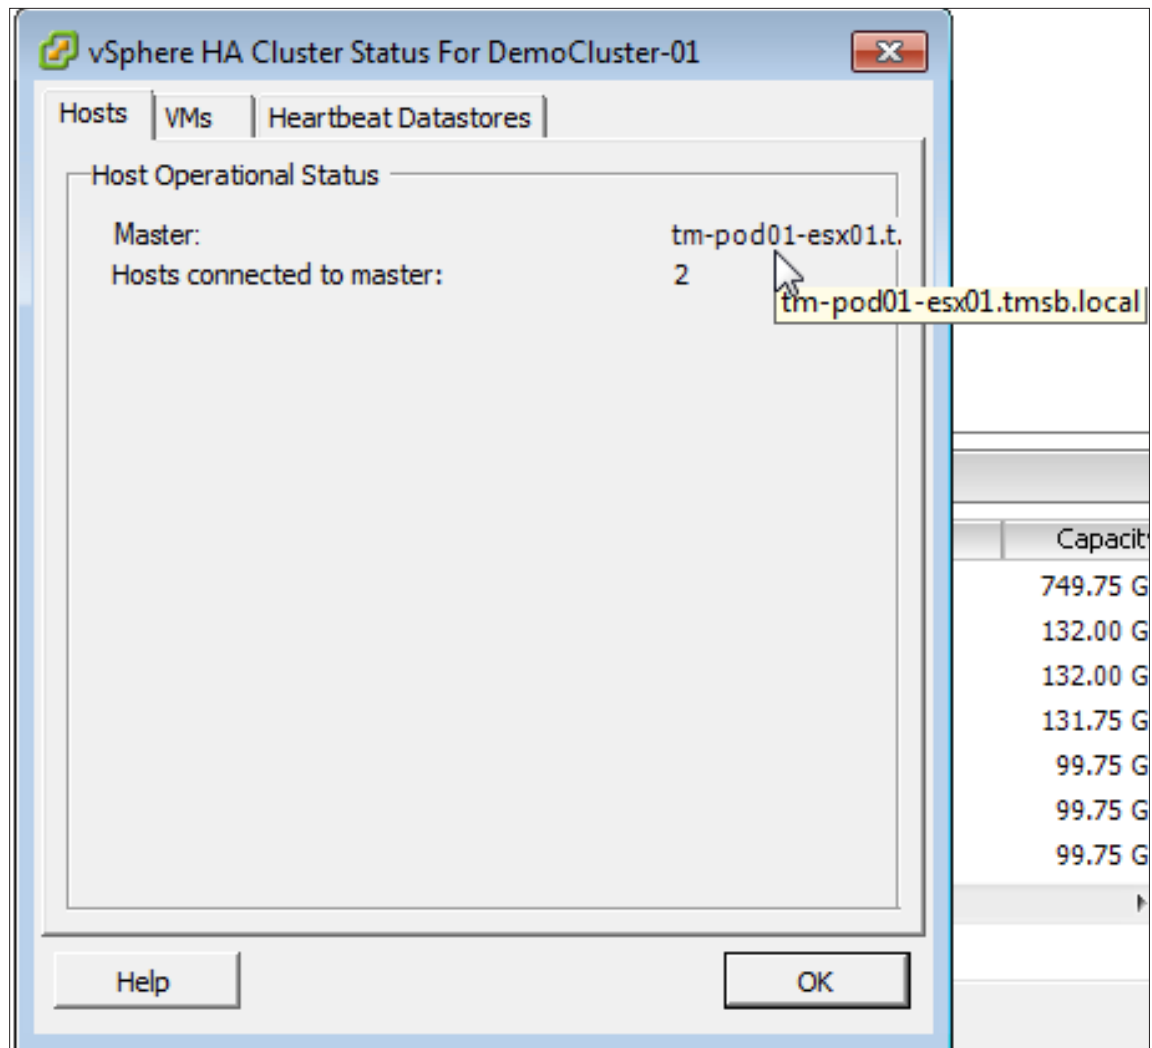 vSphere HA Cluster Status For DemoCluster-01
Hosts VMs Heartbeat Datastores
Host Operational Status
Master: tm-pod01-esx01.t.
Hosts connected to master: 2
tm-pod01-esx01.tmsb.local
Capacit
749.75 G
132.00 G
132.00 G
131.75 G
99.75 G
99.75 G
99.75 G
Help OK